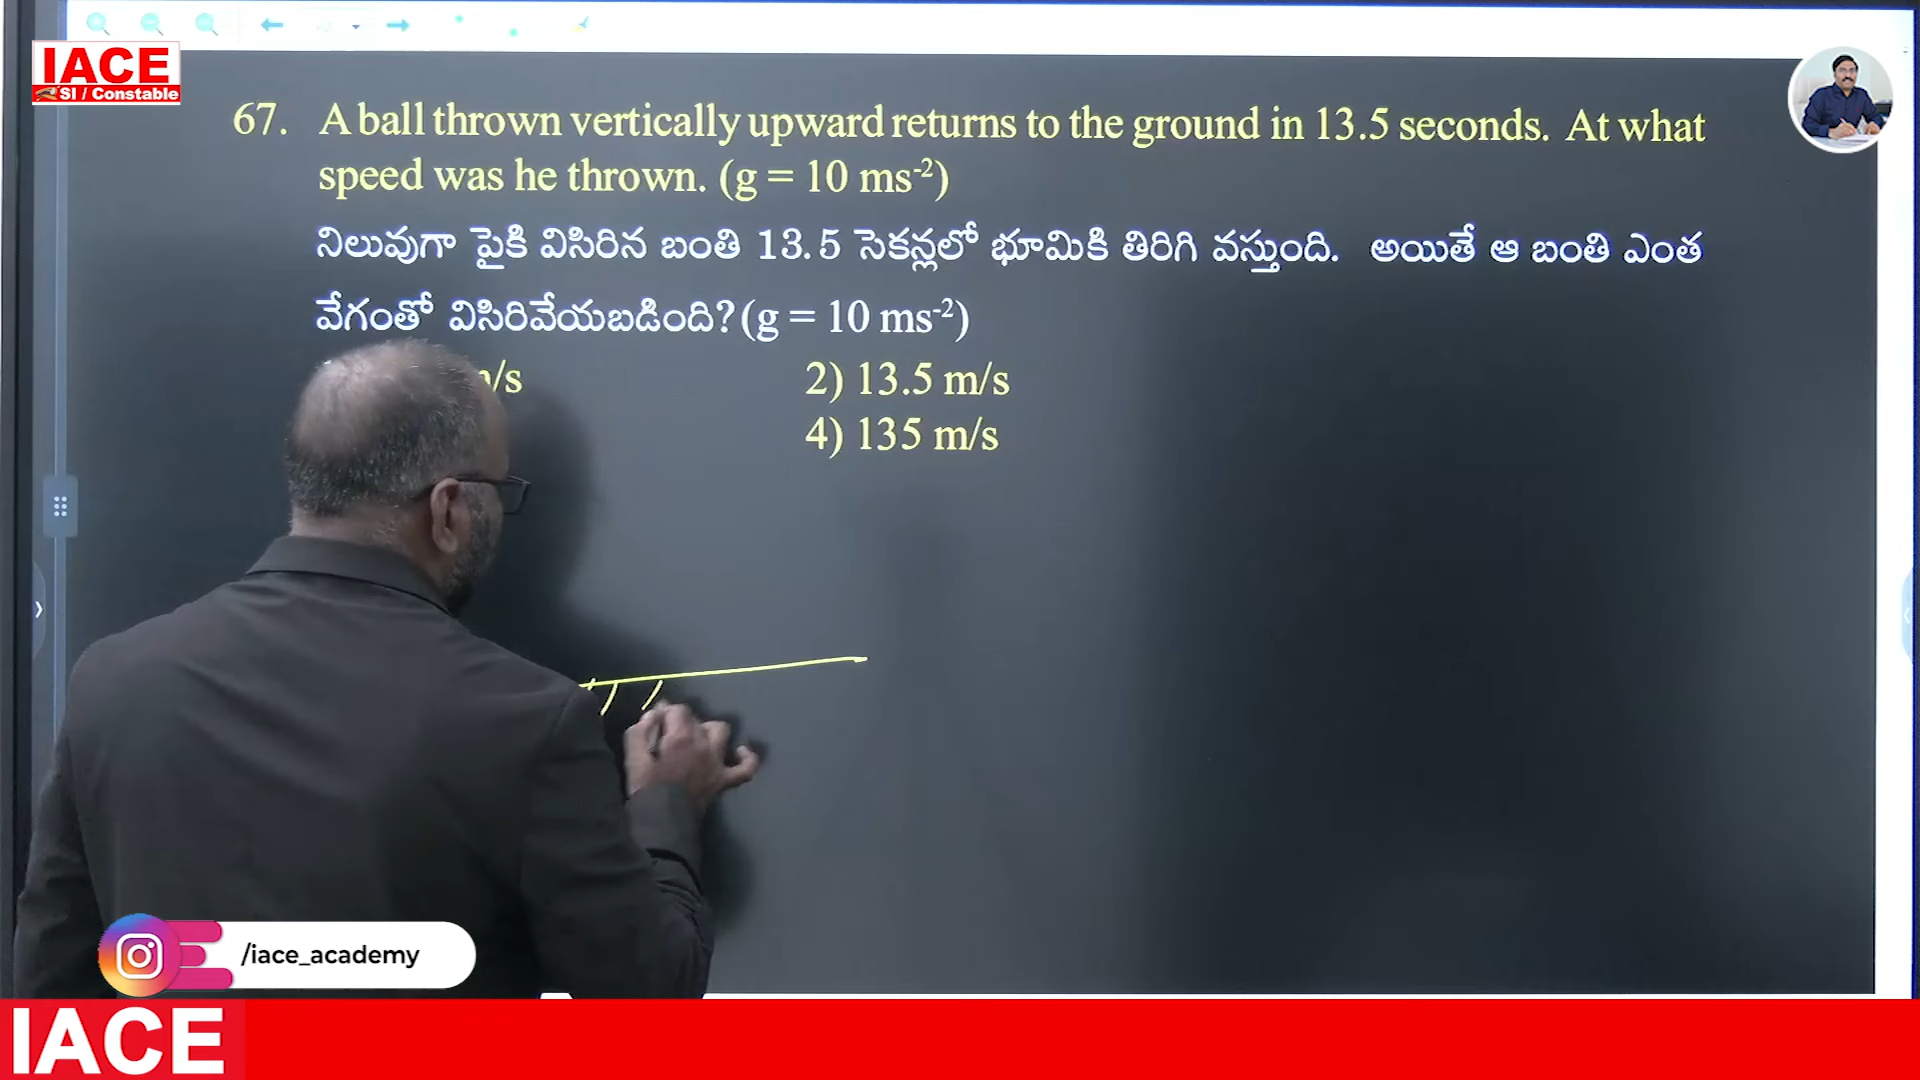 IACE
SI / Constable
67. A ball thrown vertically upward returns to the ground in 13.5 seconds. At what
speed was he thrown. (g = 10 ms-2)
నిలువుగా పైకి విసిరిన బంతి 13.5 సెకన్లలో భూమికి తిరిగి వస్తుంది. అయితే ఆ బంతి ఎంత
వేగంతో విసిరివేయబడింది? (g = 10 ms-2)
/s
2) 13.5 m/s
4) 135 m/s
/iace_academy
IACE